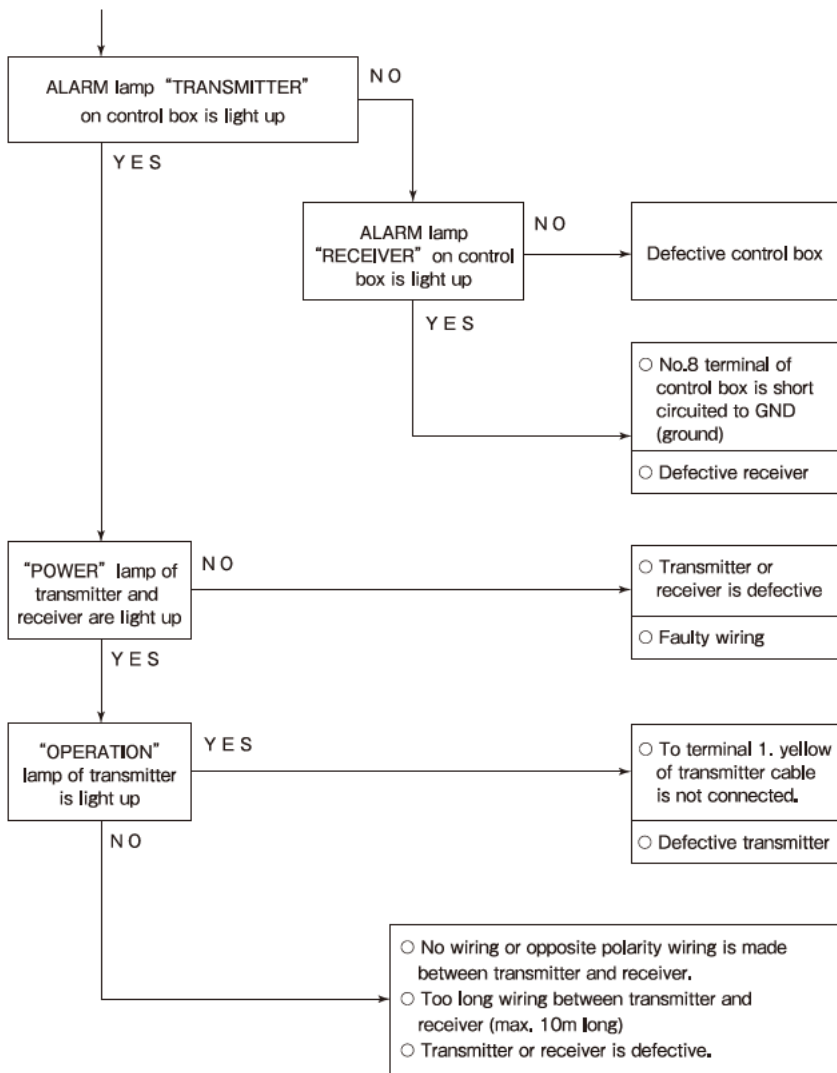 ALARM lamp “TRANSMITTER”
on control box is light up
NO
YES
ALARM lamp
“RECEIVER” on control
box is light up
NO
Defective control box
YES
○ No.8 terminal of
control box is short
circuited to GND
(ground)
○ Defective receiver
“POWER” lamp of
transmitter and
receiver are light up
NO
○ Transmitter or
receiver is defective
○ Faulty wiring
YES
“OPERATION”
lamp of transmitter
is light up
YES
○ To terminal 1. yellow
of transmitter cable
is not connected.
○ Defective transmitter
NO
○ No wiring or opposite polarity wiring is made
between transmitter and receiver.
○ Too long wiring between transmitter and
receiver (max. 10m long)
○ Transmitter or receiver is defective.